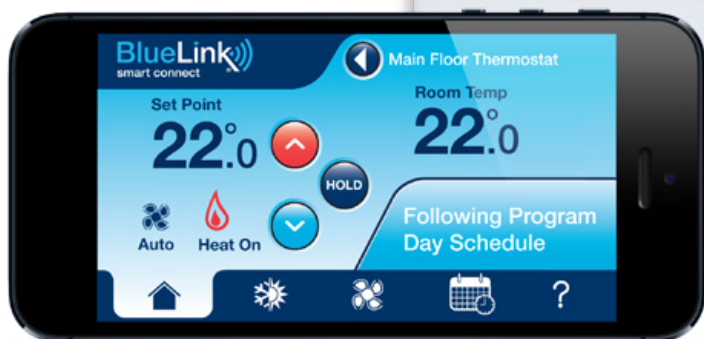 BlueLink
smart connect
Main Floor Thermostat
Set Point
22°.0
Room Temp
22°.0
HOLD
Auto
Heat On
Following Program
Day Schedule
?